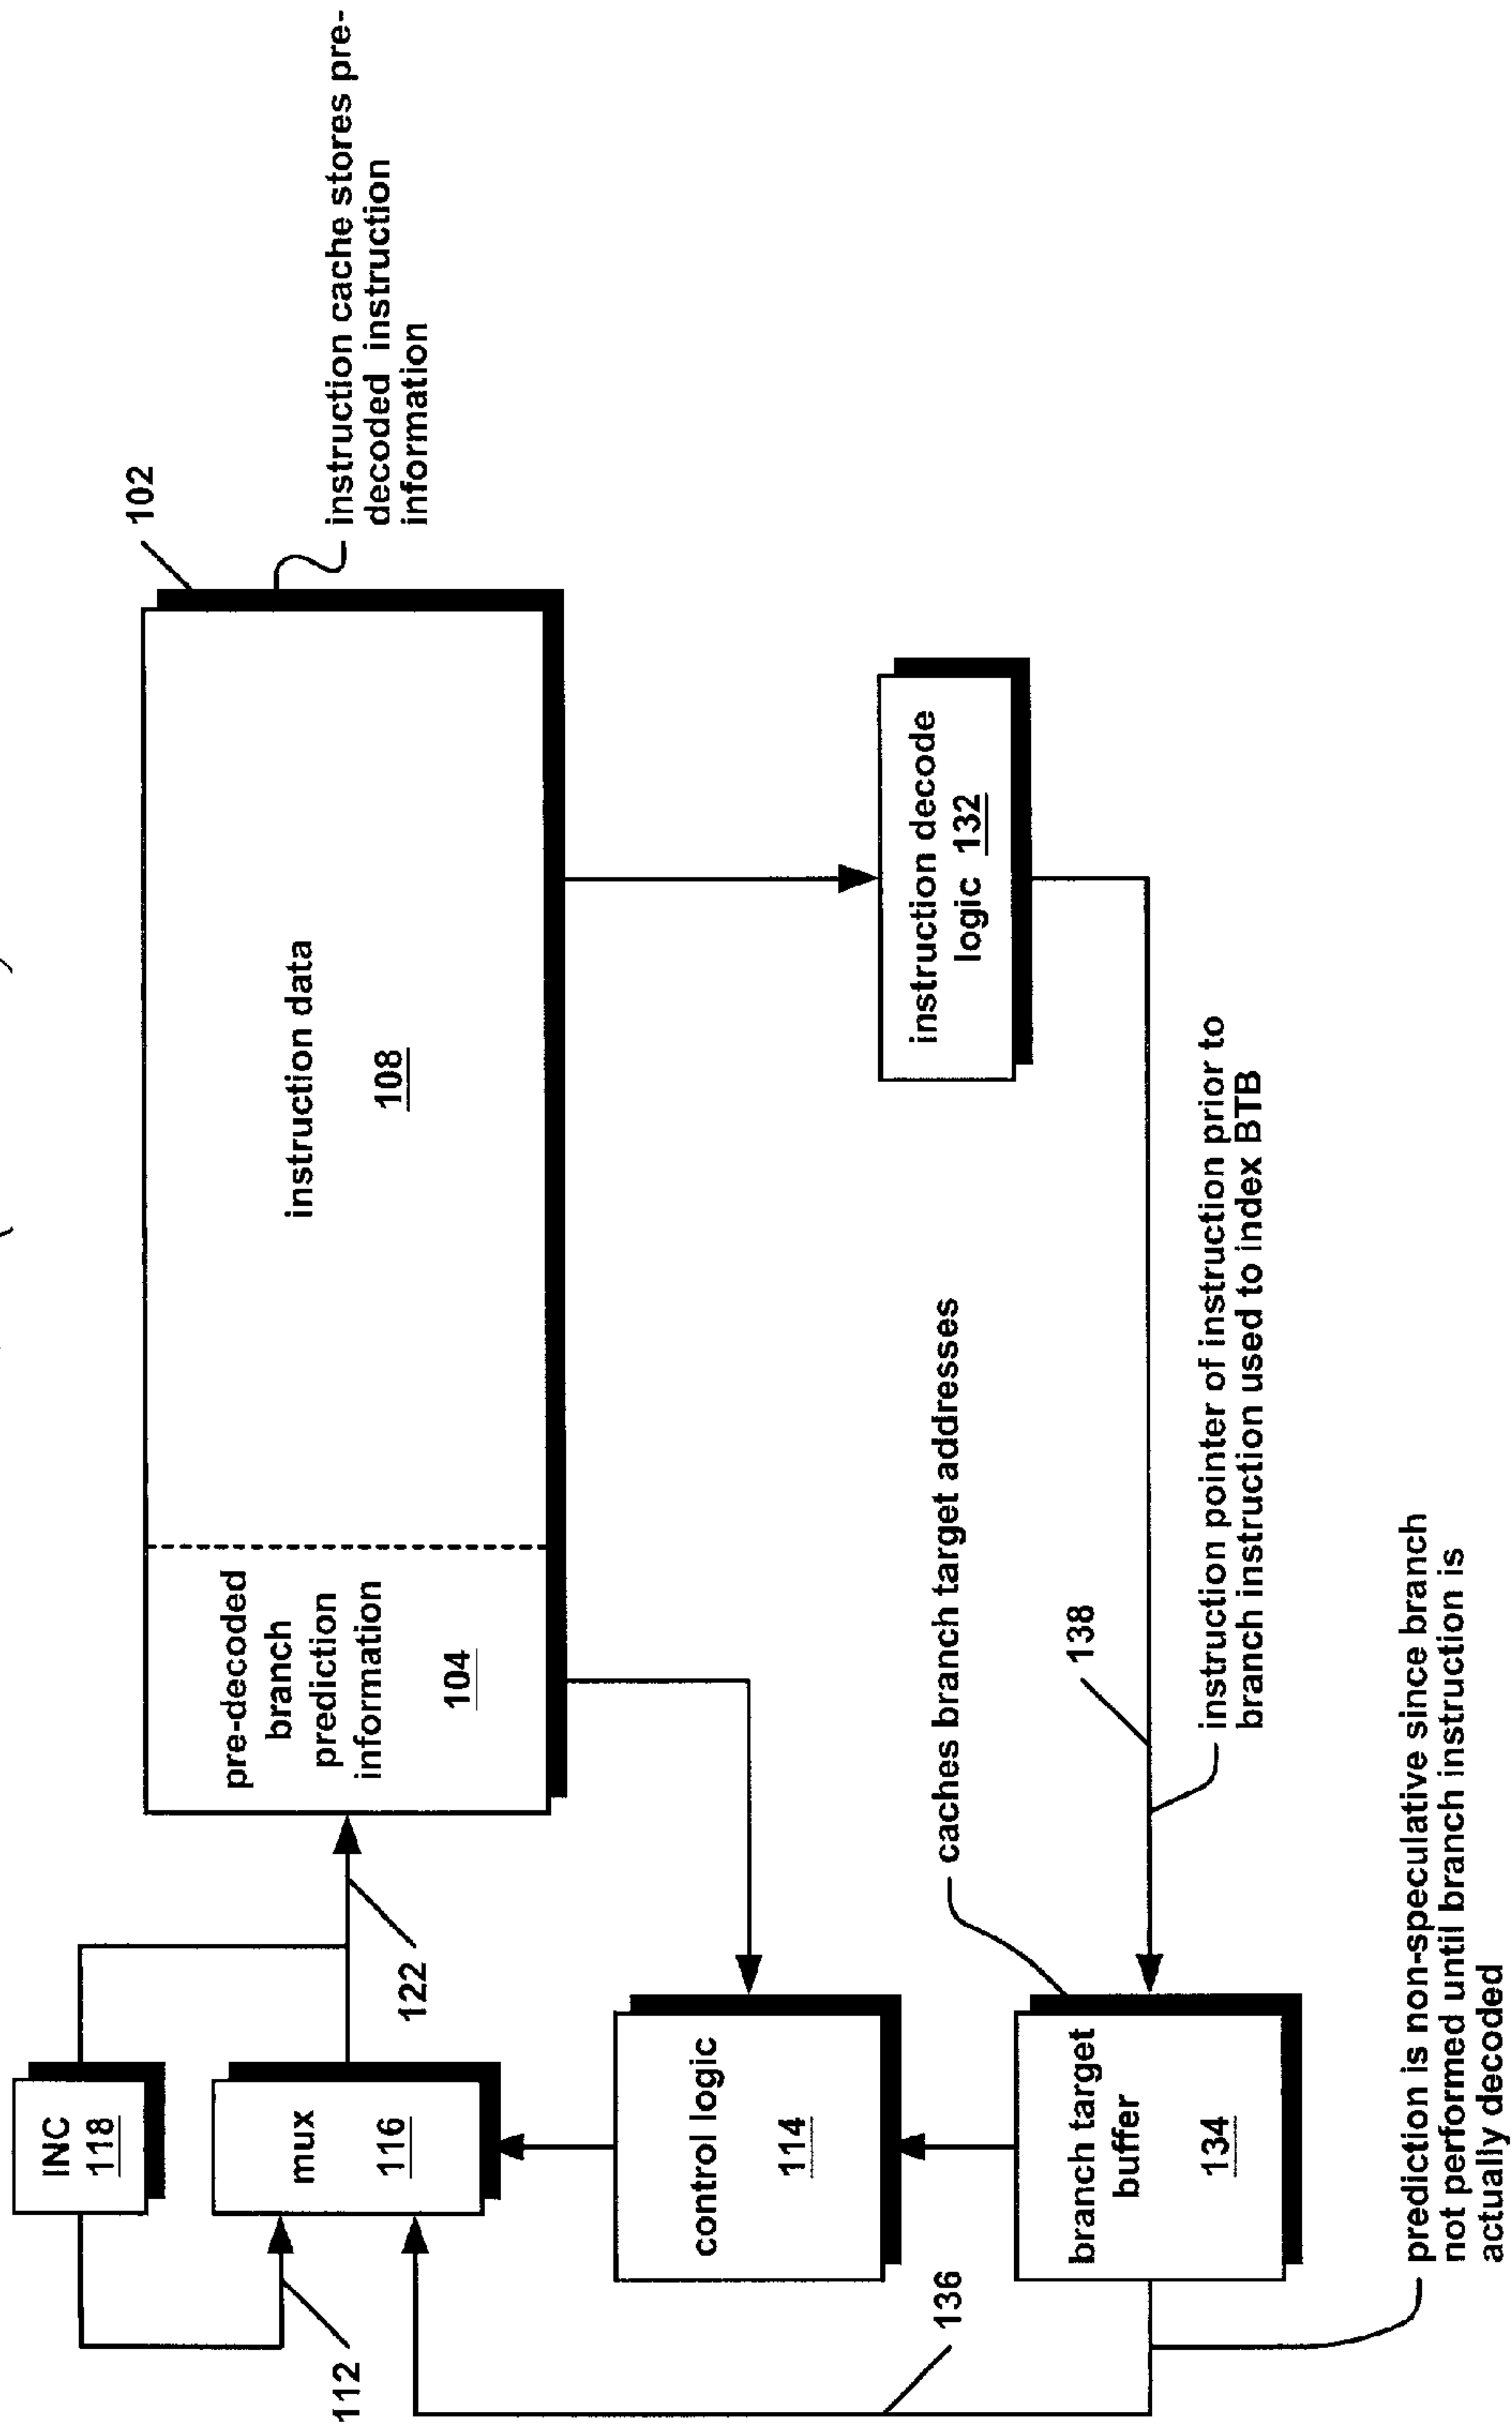 INC
118
112
mux
116
122
pre-decoded
branch
prediction
information
104
instruction data
108
102
instruction cache stores pre-
decoded instruction
information
control logic
114
instruction decode
logic 132
136
branch target
buffer
134
caches branch target addresses
138
instruction pointer of instruction prior to
branch instruction used to index BTB
prediction is non-speculative since branch
not performed until branch instruction is
actually decoded